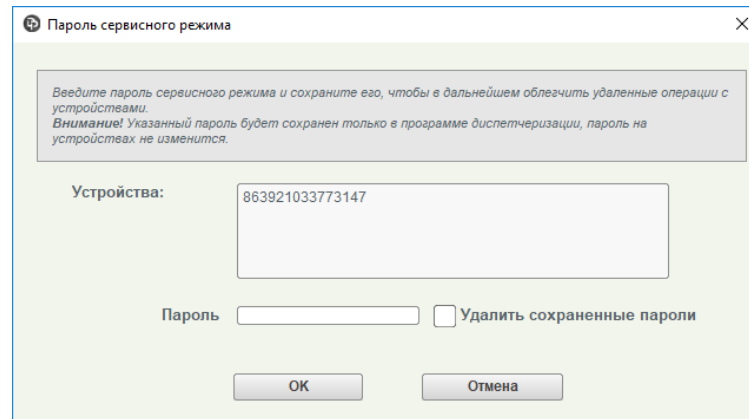 Пароль сервисного режима
Введите пароль сервисного режима и сохраните его, чтобы в дальнейшем облегчить удаленные операции с
устройствами.
Внимание! Указанный пароль будет сохранен только в программе диспетчеризации, пароль на
устройствах не изменится.
Устройства:
863921033773147
Пароль
Удалить сохраненные пароли
OK
Отмена